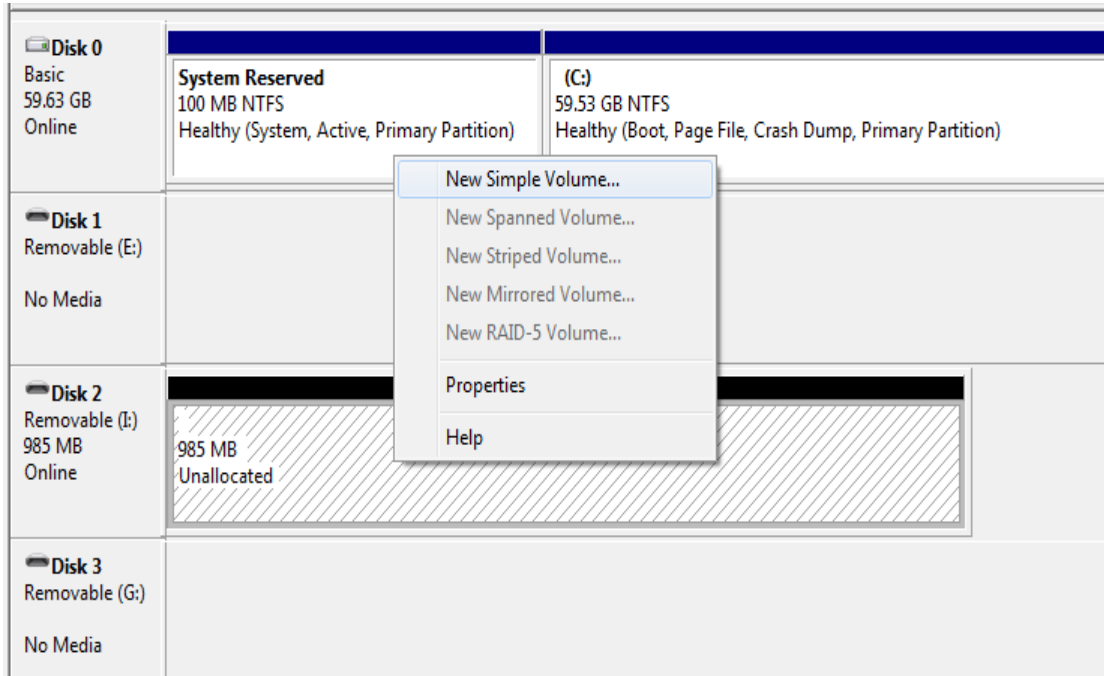 Disk 0
Basic
59.63 GB
Online
System Reserved
100 MB NTFS
Healthy (System, Active, Primary Partition)
(C:)
59.53 GB NTFS
Healthy (Boot, Page File, Crash Dump, Primary Partition)
New Simple Volume...
New Spanned Volume...
New Striped Volume...
New Mirrored Volume...
New RAID-5 Volume...
Properties
Help
Disk 1
Removable (E:)
No Media
Disk 2
Removable (I:)
985 MB
Online
985 MB
Unallocated
Disk 3
Removable (G:)
No Media